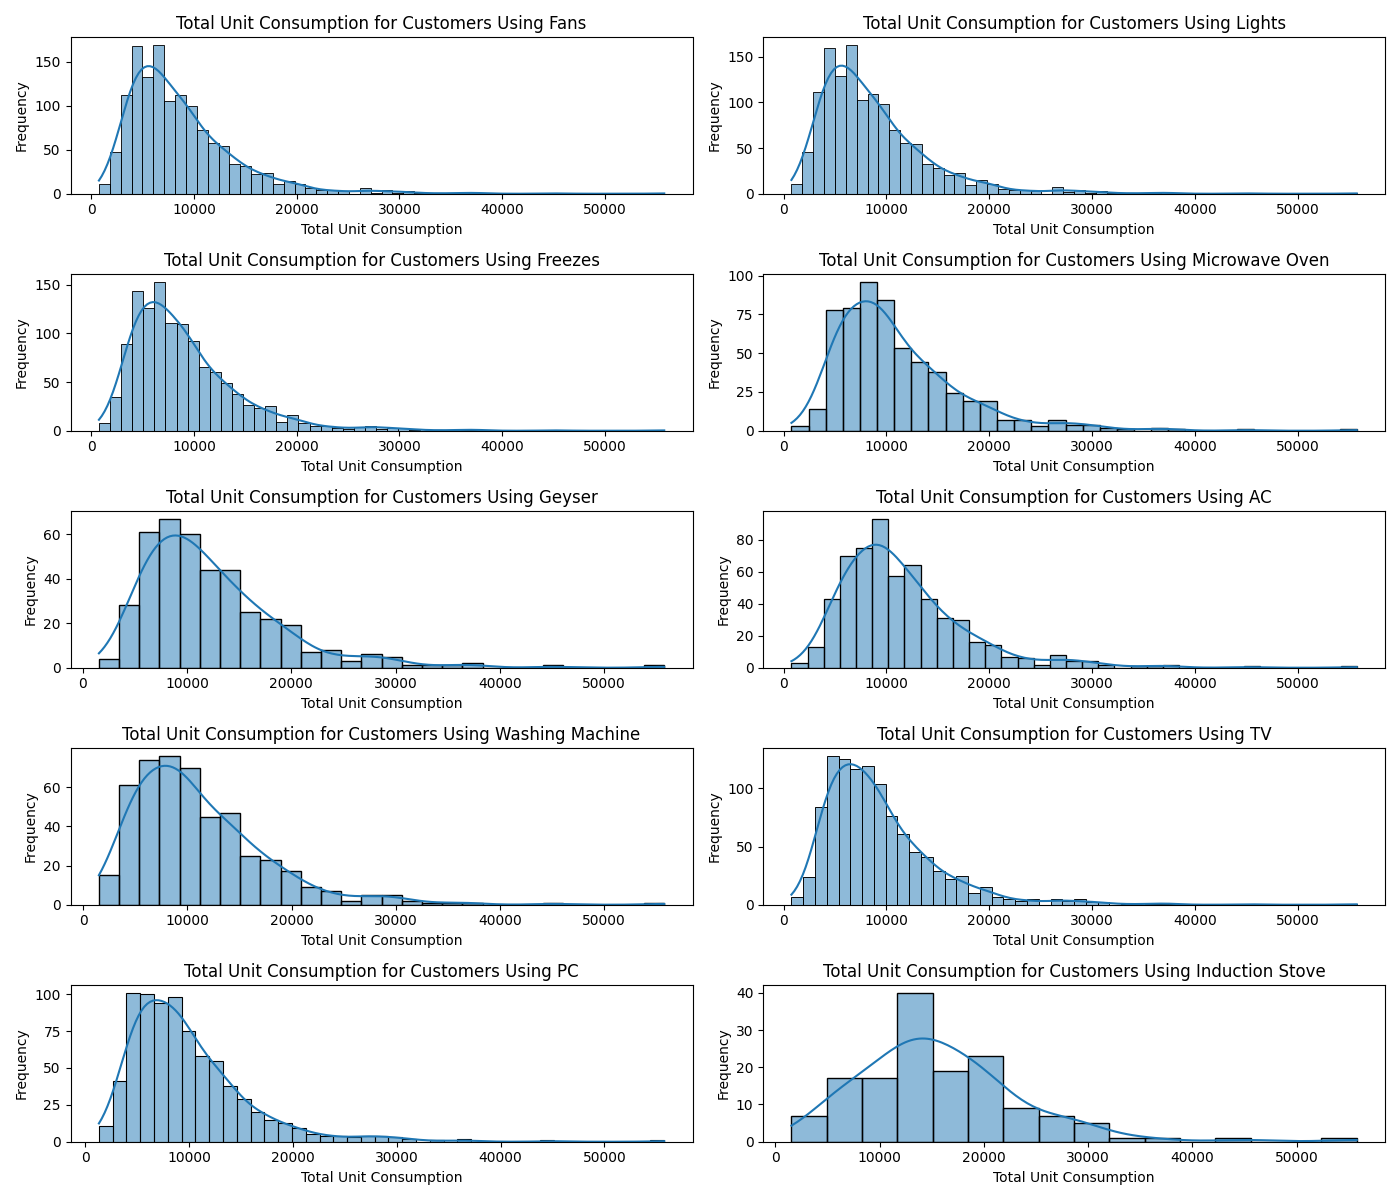 Total Unit Consumption for Customers Using Fans
Frequency
150
100
50
0
0 10000 20000 30000 40000 50000
Total Unit Consumption
Total Unit Consumption for Customers Using Lights
Frequency
150
100
50
0
0 10000 20000 30000 40000 50000
Total Unit Consumption
Total Unit Consumption for Customers Using Freezes
Frequency
150
100
50
0
0 10000 20000 30000 40000 50000
Total Unit Consumption
Total Unit Consumption for Customers Using Microwave Oven
Frequency
100
75
50
25
0
0 10000 20000 30000 40000 50000
Total Unit Consumption
Total Unit Consumption for Customers Using Geyser
Frequency
60
40
20
0
0 10000 20000 30000 40000 50000
Total Unit Consumption
Total Unit Consumption for Customers Using AC
Frequency
80
60
40
20
0
0 10000 20000 30000 40000 50000
Total Unit Consumption
Total Unit Consumption for Customers Using Washing Machine
Frequency
60
40
20
0
0 10000 20000 30000 40000 50000
Total Unit Consumption
Total Unit Consumption for Customers Using TV
Frequency
100
50
0
0 10000 20000 30000 40000 50000
Total Unit Consumption
Total Unit Consumption for Customers Using PC
Frequency
100
75
50
25
0
0 10000 20000 30000 40000 50000
Total Unit Consumption
Total Unit Consumption for Customers Using Induction Stove
Frequency
40
30
20
10
0
0 10000 20000 30000 40000 50000
Total Unit Consumption